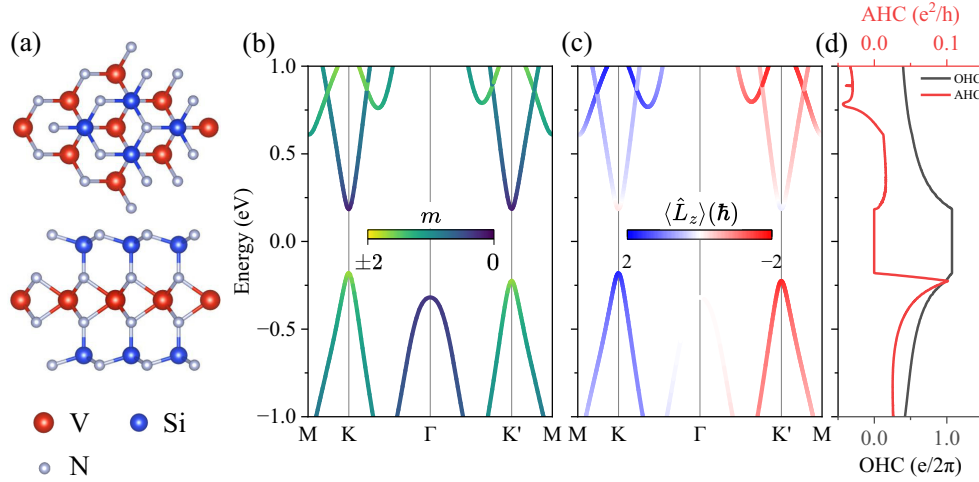 AHC (e²/h)
0.0 0.1
(a) (b) (c) (d)
1.0
0.5
0.0
−0.5
−1.0
Energy (eV)
m
±2 0
M K Γ K' M
⟨L̂z⟩(ħ)
2 -2
M K Γ K' M
OHC
AHC
0.0 1.0
OHC (e/2π)
V Si
N